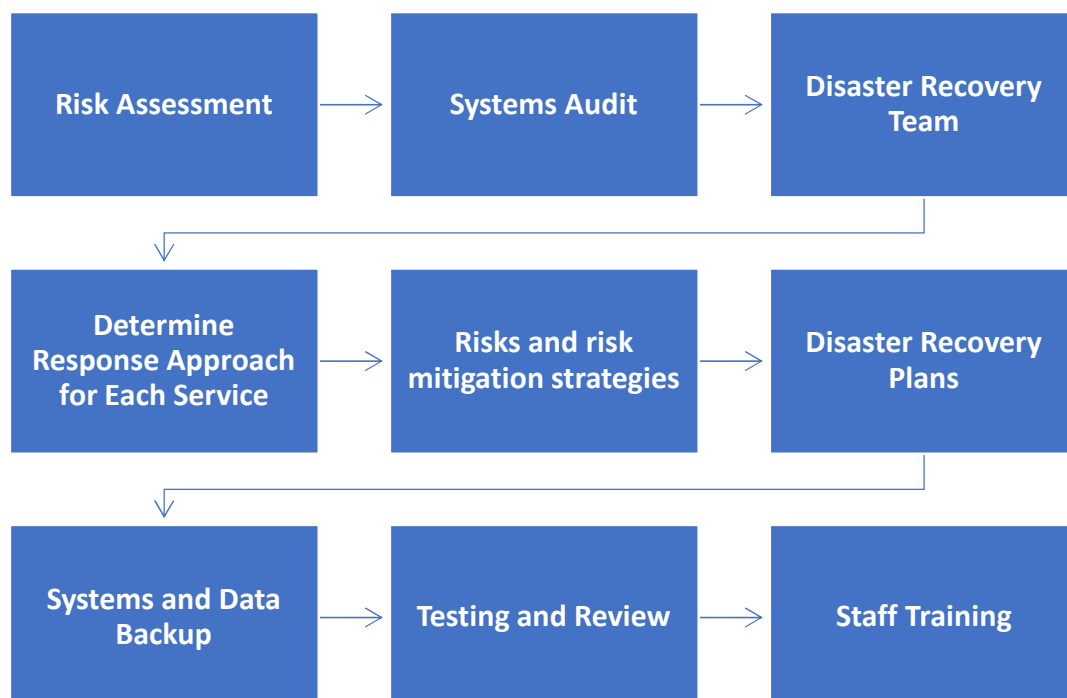 Risk Assessment
Systems Audit
Disaster Recovery
Team
Determine
Response Approach
for Each Service
Risks and risk
mitigation strategies
Disaster Recovery
Plans
Systems and Data
Backup
Testing and Review
Staff Training